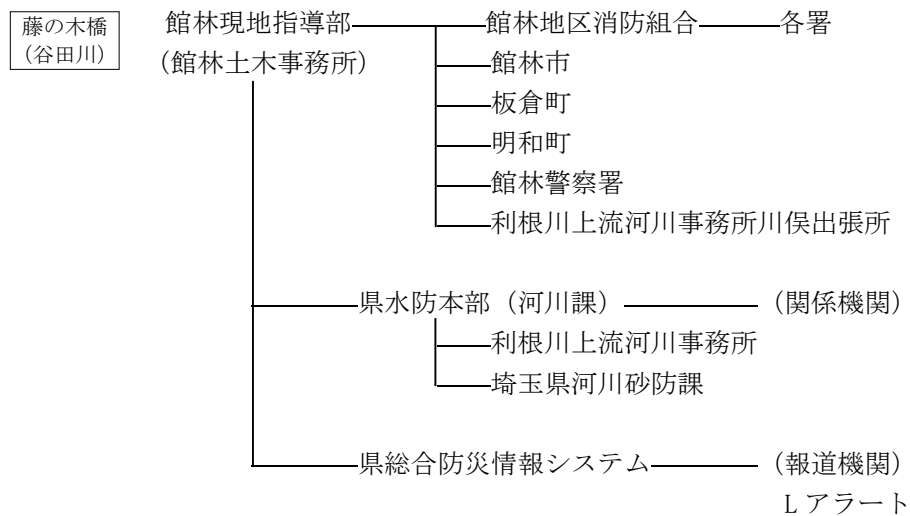 藤の木橋
（谷田川）
館林現地指導部 館林地区消防組合 各署
（館林土木事務所） 館林市
板倉町
明和町
館林警察署
利根川上流河川事務所川俣出張所
県水防本部（河川課） （関係機関）
利根川上流河川事務所
埼玉県河川砂防課
県総合防災情報システム （報道機関）
Ｌアラート